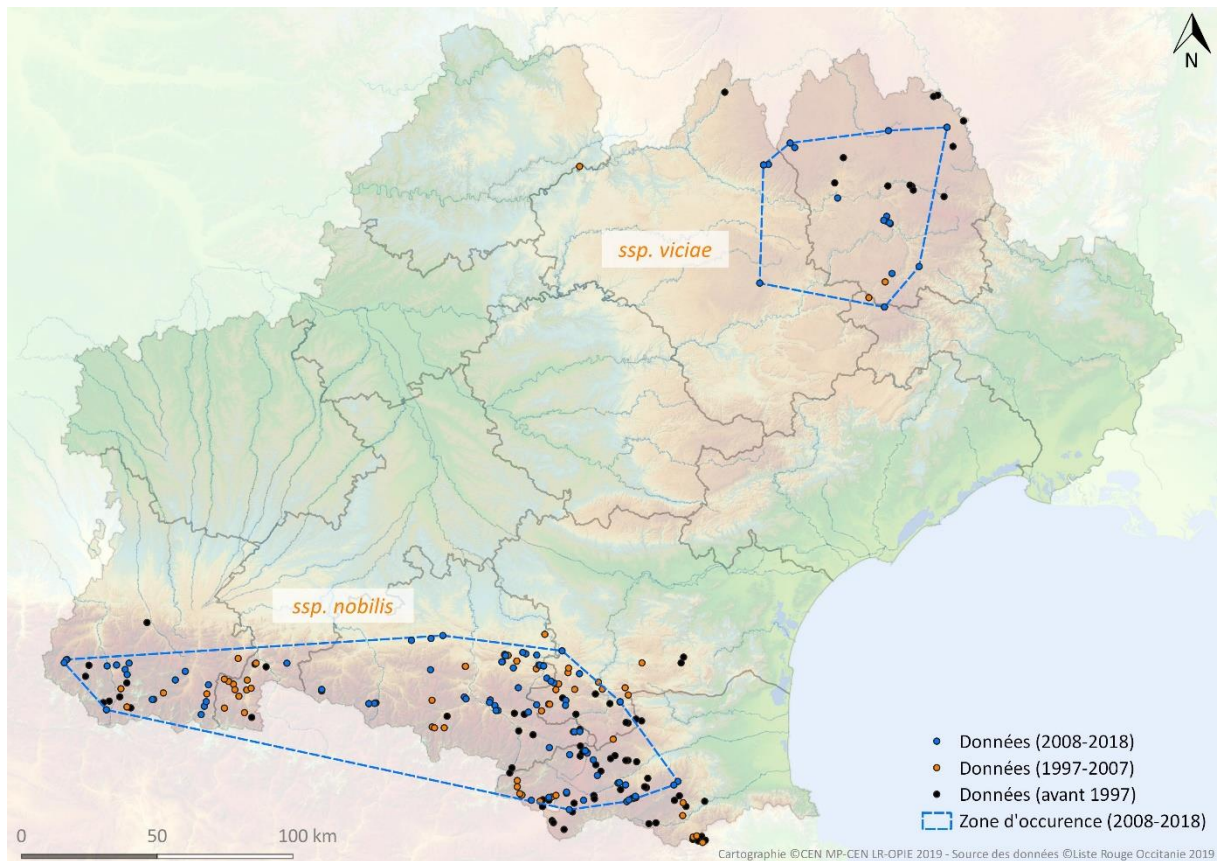 N
ssp. viciae
ssp. nobilis
Données (2008-2018)
Données (1997-2007)
Données (avant 1997)
Zone d'occurence (2008-2018)
0 50 100 km
Cartographie ©CEN MP-CEN LR-OPIE 2019 - Source des données ©Liste Rouge Occitanie 2019